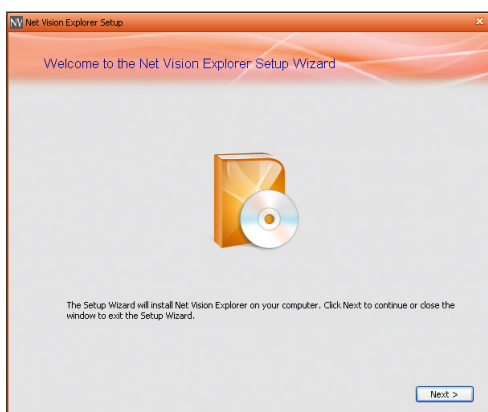 NV Net Vision Explorer Setup
Welcome to the Net Vision Explorer Setup Wizard
The Setup Wizard will install Net Vision Explorer on your computer. Click Next to continue or close the
window to exit the Setup Wizard.
Next >